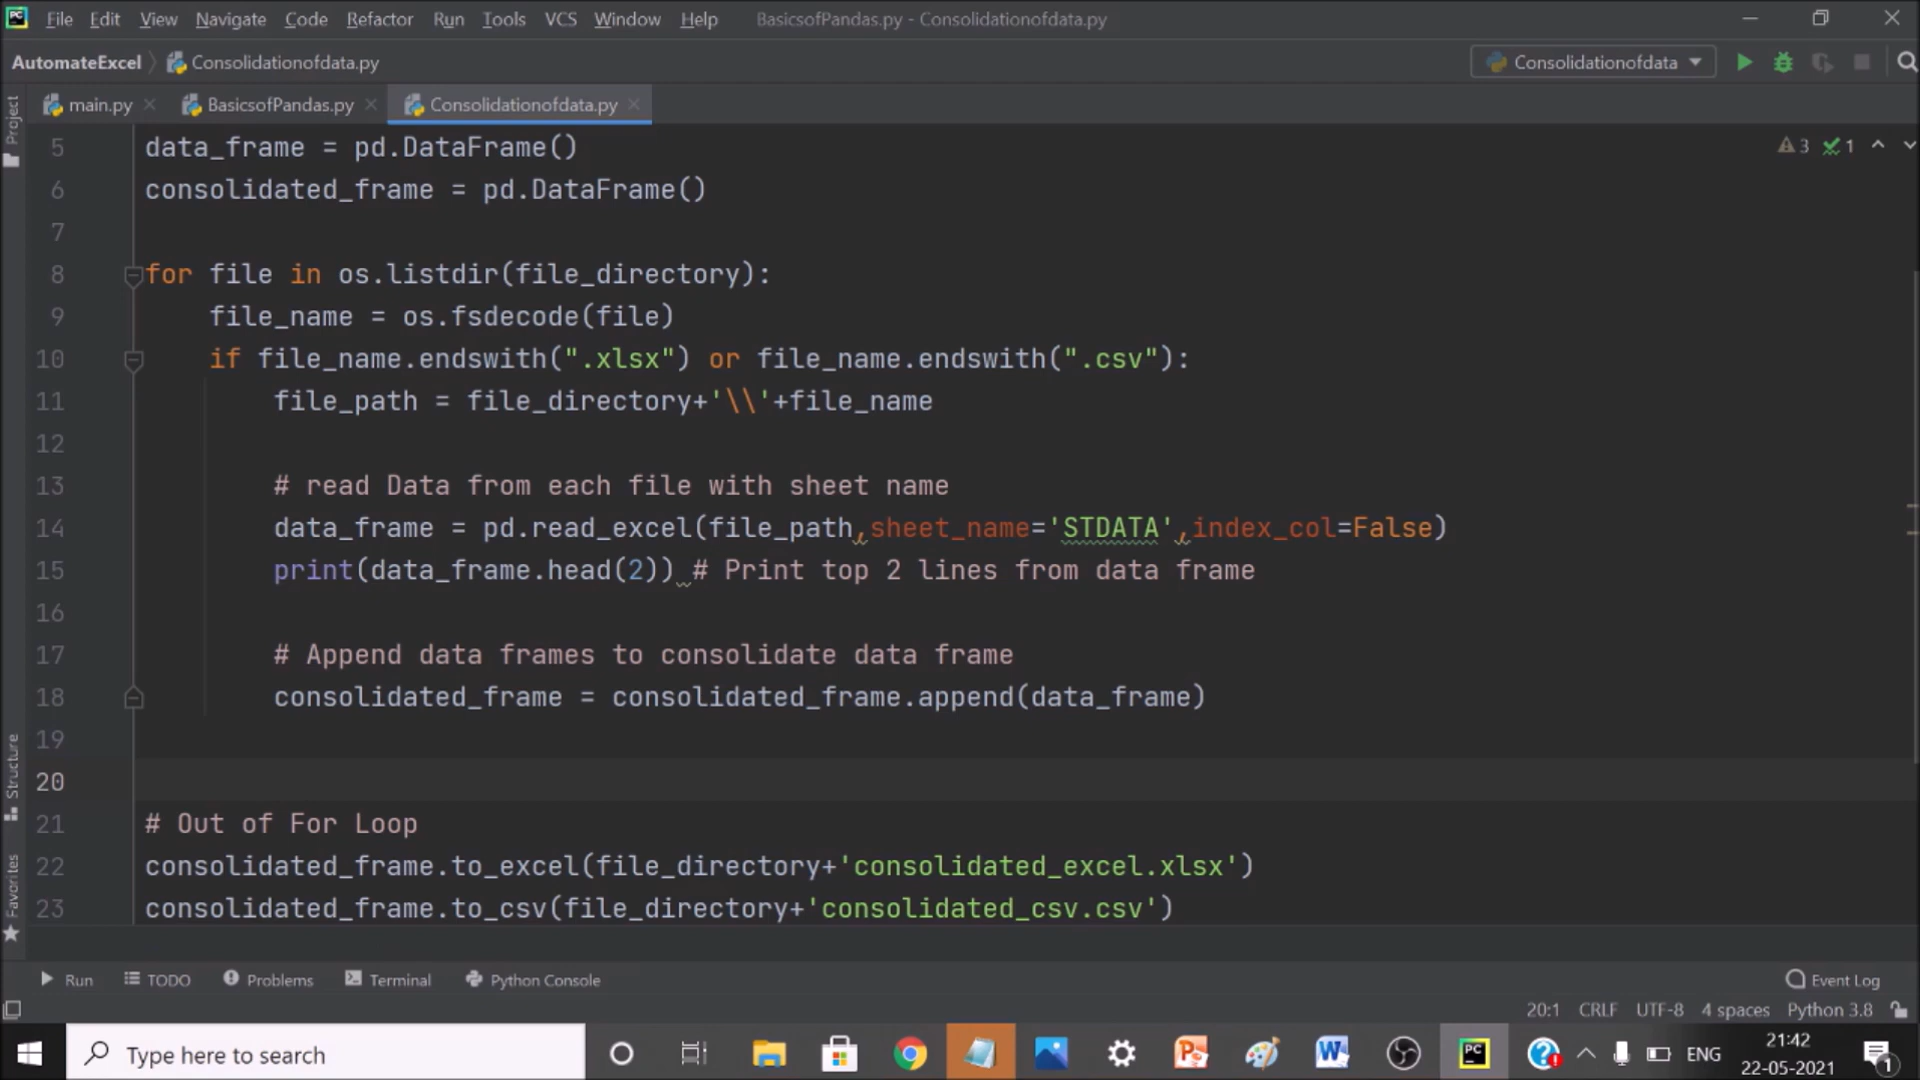 File Edit View Navigate Code Refactor Run Tools VCS Window Help BasicsofPandas.py - Consolidationofdata.py
AutomateExcel Consolidationofdata.py Consolidationofdata
main.py BasicsofPandas.py Consolidationofdata.py
Project
5 data_frame = pd.DataFrame() 3 1
6 consolidated_frame = pd.DataFrame()
7
8 for file in os.listdir(file_directory):
9 file_name = os.fsdecode(file)
10 if file_name.endswith(".xlsx") or file_name.endswith(".csv"):
11 file_path = file_directory+'\\'+file_name
12
13 # read Data from each file with sheet name
14 data_frame = pd.read_excel(file_path,sheet_name='STDATA',index_col=False)
15 print(data_frame.head(2)) # Print top 2 lines from data frame
16
17 # Append data frames to consolidate data frame
18 consolidated_frame = consolidated_frame.append(data_frame)
19
20
21 # Out of For Loop
22 consolidated_frame.to_excel(file_directory+'consolidated_excel.xlsx')
23 consolidated_frame.to_csv(file_directory+'consolidated_csv.csv')
Structure
Favorites
Run TODO Problems Terminal Python Console Event Log
20:1 CRLF UTF-8 4 spaces Python 3.8
Type here to search ENG 21:42
22-05-2021 1